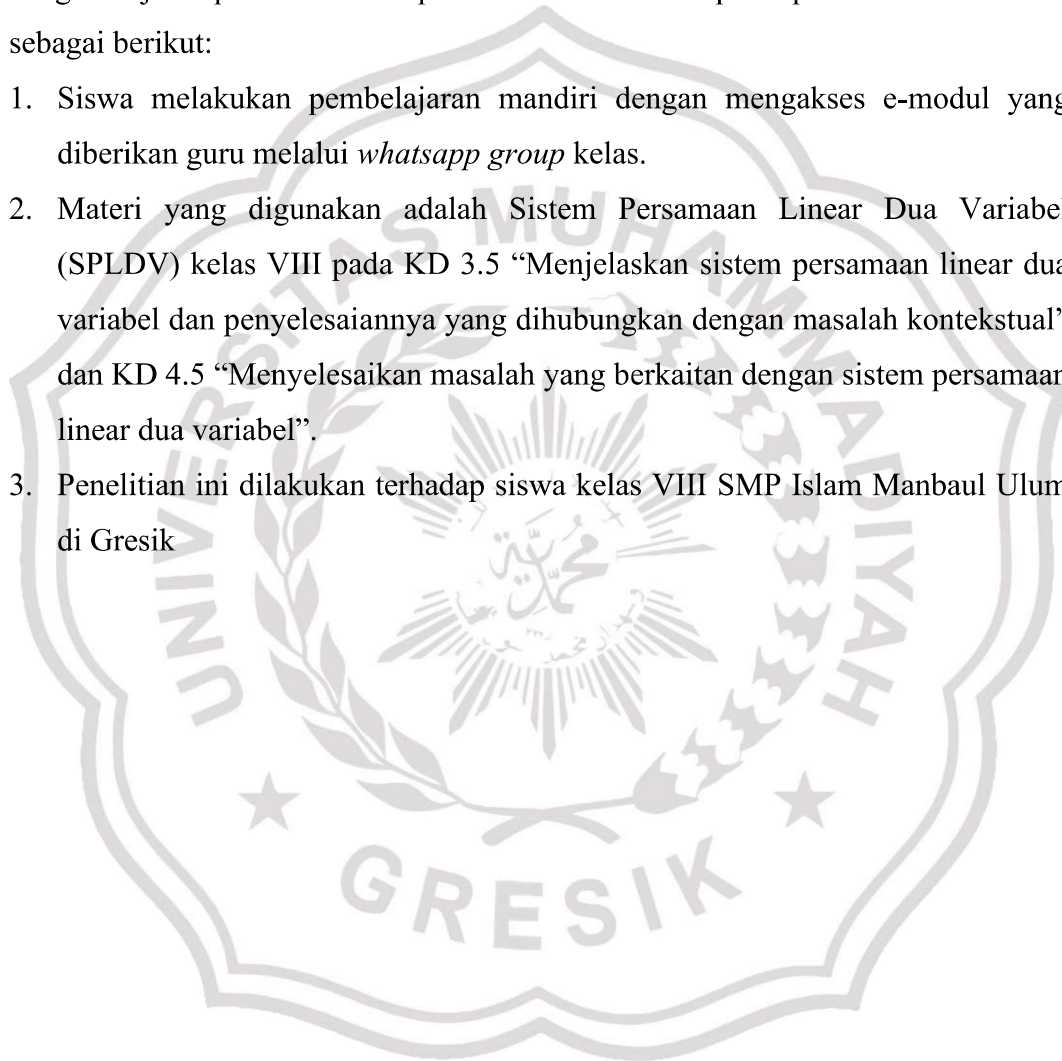 sebagai berikut:
1. Siswa melakukan pembelajaran mandiri dengan mengakses e-modul yang
diberikan guru melalui whatsapp group kelas.
2. Materi yang digunakan adalah Sistem Persamaan Linear Dua Variabel
(SPLDV) kelas VIII pada KD 3.5 “Menjelaskan sistem persamaan linear dua
variabel dan penyelesaiannya yang dihubungkan dengan masalah kontekstual”
dan KD 4.5 “Menyelesaikan masalah yang berkaitan dengan sistem persamaan
linear dua variabel”.
3. Penelitian ini dilakukan terhadap siswa kelas VIII SMP Islam Manbaul Ulum
di Gresik
UNIVERSITAS MUHAMMADIYAH
GRESIK